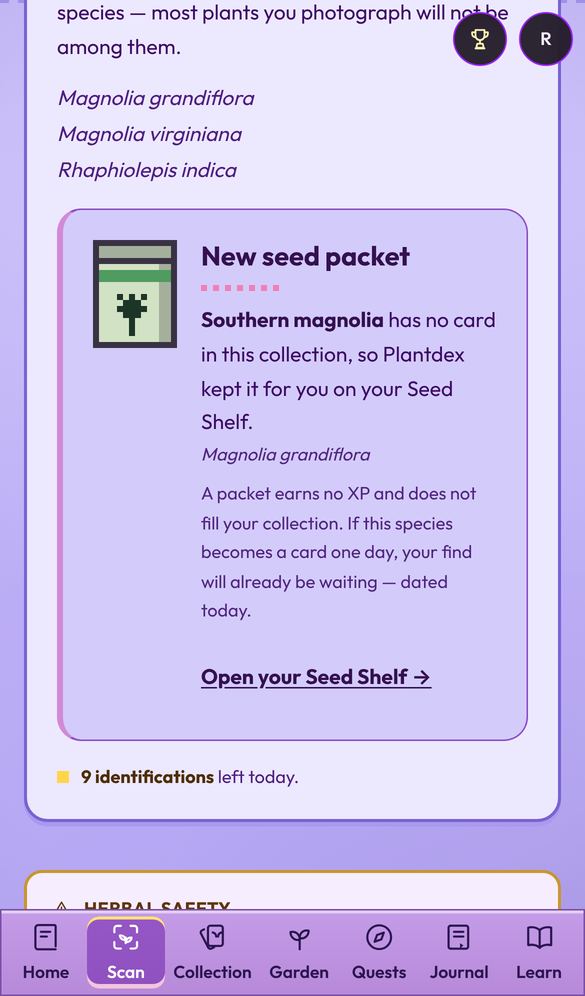 species — most plants you photograph will not be
among them.
R
Magnolia grandiflora
Magnolia virginiana
Rhaphiolepis indica
New seed packet
Southern magnolia has no card
in this collection, so Plantdex
kept it for you on your Seed
Shelf.
Magnolia grandiflora
A packet earns no XP and does not
fill your collection. If this species
becomes a card one day, your find
will already be waiting — dated
today.
Open your Seed Shelf →
9 identifications left today.
HERBAL SAFETY
Home
Scan
Collection
Garden
Quests
Journal
Learn